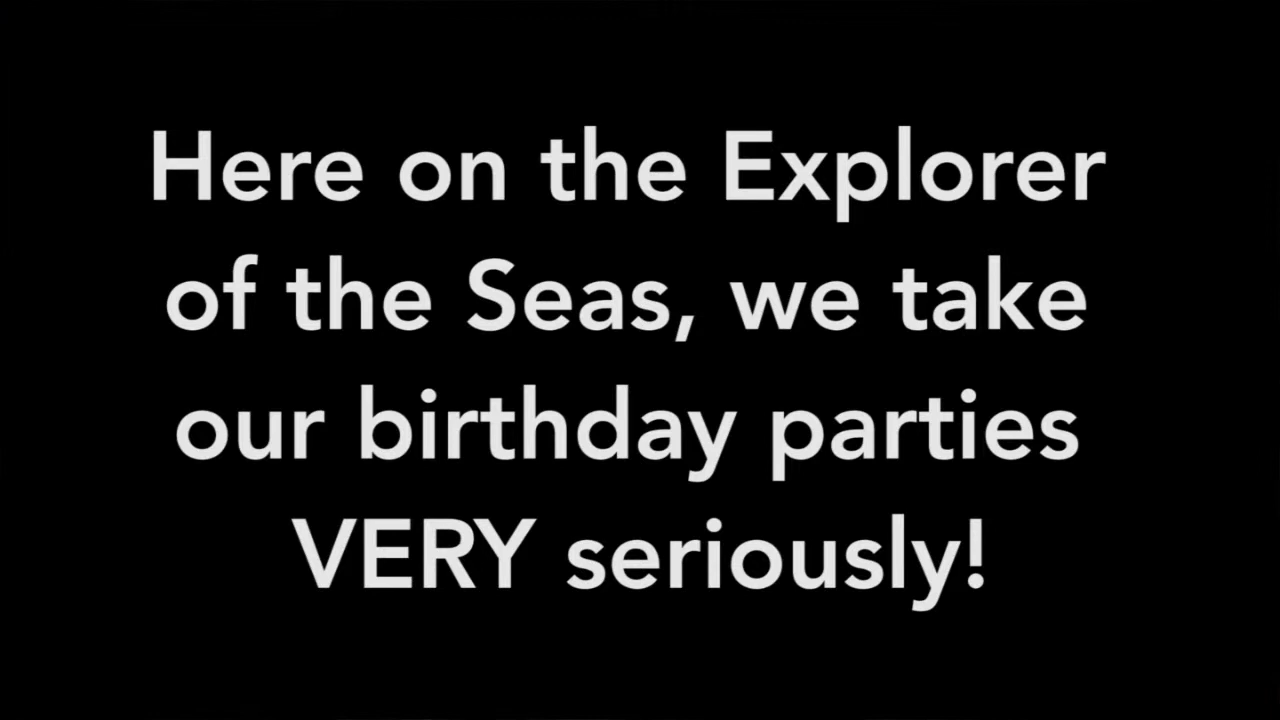 Here on the Explorer
of the Seas, we take
our birthday parties
VERY seriously!